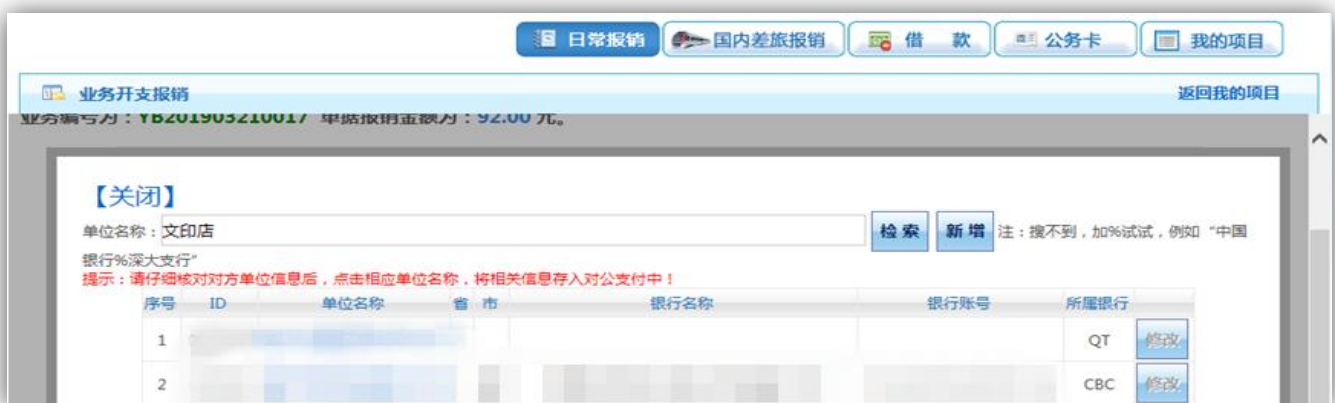 日常报销 国内差旅报销 借 款 公务卡 我的项目
业务开支报销 返回我的项目
业务编号为：YB201903210017 单据报销金额为：92.00 元。
【关闭】
单位名称：文印店 检索 新增 注：搜不到，加%试试，例如“中国
银行%深大支行”
提示：请仔细核对对方单位信息后，点击相应单位名称，将相关信息存入对公支付中！
序号 ID 单位名称 省 市 银行名称 银行账号 所属银行
1 QT 修改
2 CBC 修改